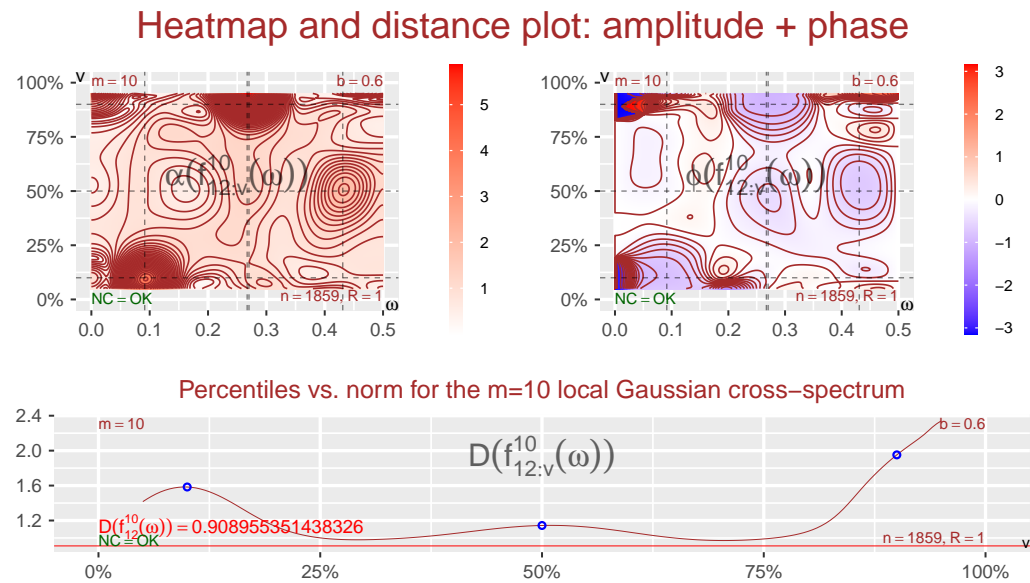 Heatmap and distance plot: amplitude + phase
v m = 10 b = 0.6
100%
75%
50%
25%
0%
α(f¹⁰₁₂:ᵥ(ω))
NC = OK n = 1859, R = 1 ω
0.0 0.1 0.2 0.3 0.4 0.5
5
4
3
2
1
v m = 10 b = 0.6
100%
75%
50%
25%
0%
ϕ(f¹⁰₁₂:ᵥ(ω))
NC = OK n = 1859, R = 1 ω
0.0 0.1 0.2 0.3 0.4 0.5
3
2
1
0
−1
−2
−3
Percentiles vs. norm for the m=10 local Gaussian cross−spectrum
2.4
2.0
1.6
1.2
m = 10 b = 0.6
D(f¹⁰₁₂:ᵥ(ω))
D(f¹⁰₁₂(ω)) = 0.908955351438326
NC = OK n = 1859, R = 1 v
0% 25% 50% 75% 100%